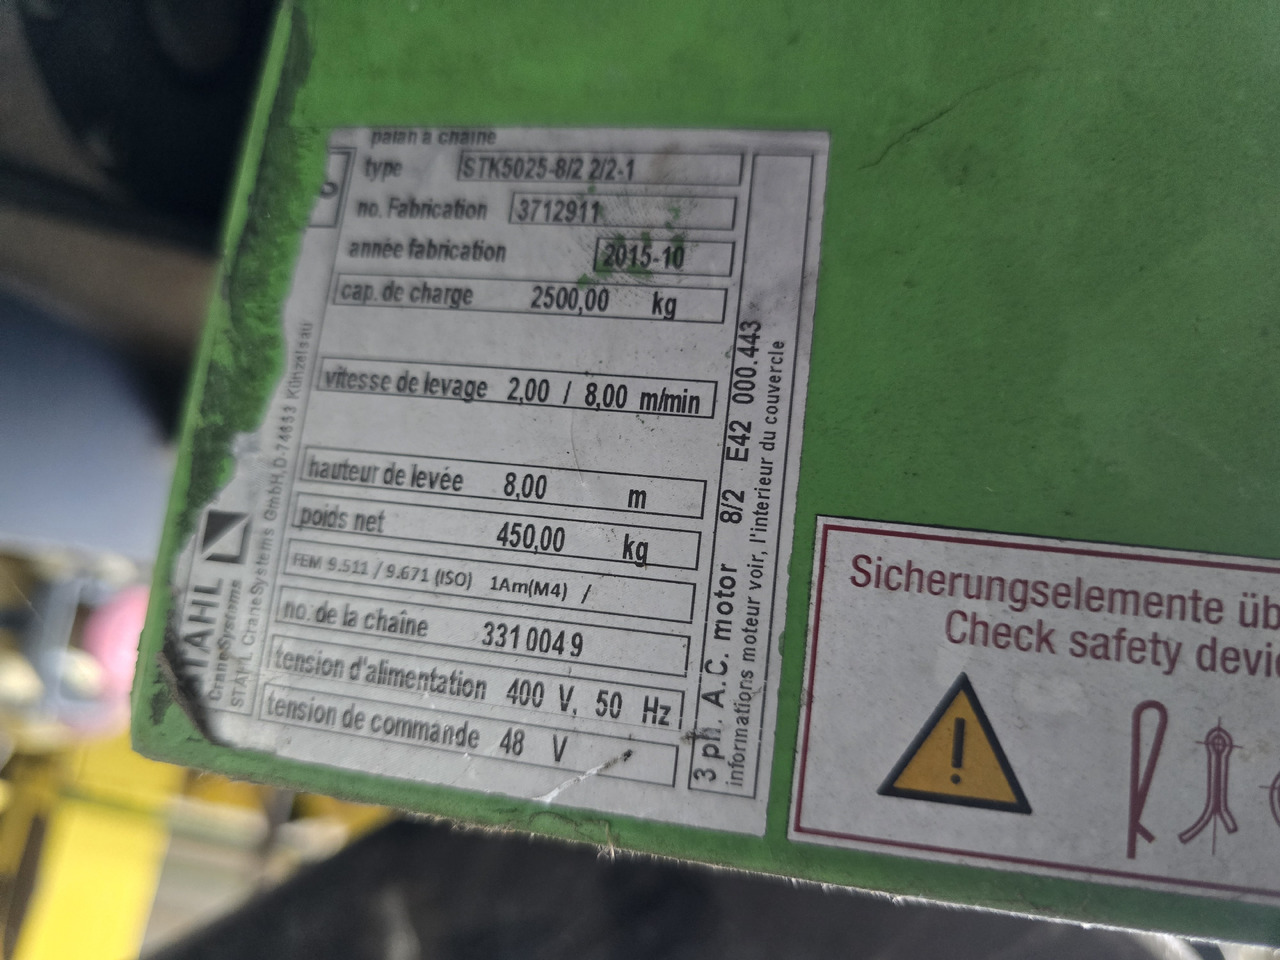 palan à chaîne
type STK5025-8/2 2/2-1
no. Fabrication 3712911
année fabrication 2015-10
cap. de charge 2500,00 kg
vitesse de levage 2,00 / 8,00 m/min
hauteur de levée 8,00 m
poids net 450,00 kg
FEM 9.511 / 9.671 (ISO) 1Am(M4) /
no. de la chaîne 331 004 9
tension d'alimentation 400 V, 50 Hz
tension de commande 48 V
3 ph. A.C. motor 8/2 E42 000.443
informations moteur voir, l'interieur du couvercle
STAHL
CraneSystems
STAHL CraneSystems GmbH, D-74653 Künzelsau
Sicherungselemente üb
Check safety devic